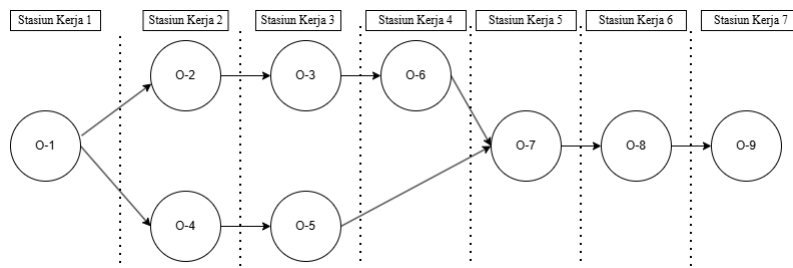 Stasiun Kerja 1
Stasiun Kerja 2
Stasiun Kerja 3
Stasiun Kerja 4
Stasiun Kerja 5
Stasiun Kerja 6
Stasiun Kerja 7
O-2
O-3
O-6
O-1
O-7
O-8
O-9
O-4
O-5